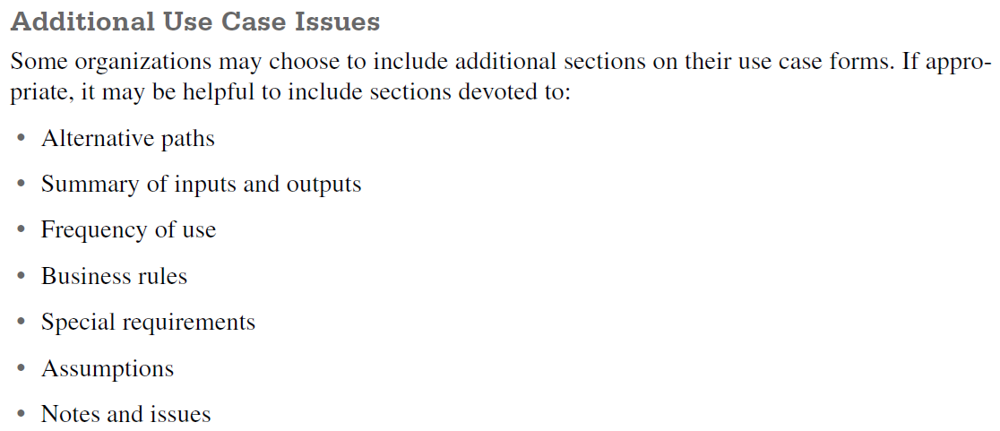 Additional Use Case Issues
Some organizations may choose to include additional sections on their use case forms. If appro-
priate, it may be helpful to include sections devoted to:
• Alternative paths
• Summary of inputs and outputs
• Frequency of use
• Business rules
• Special requirements
• Assumptions
• Notes and issues